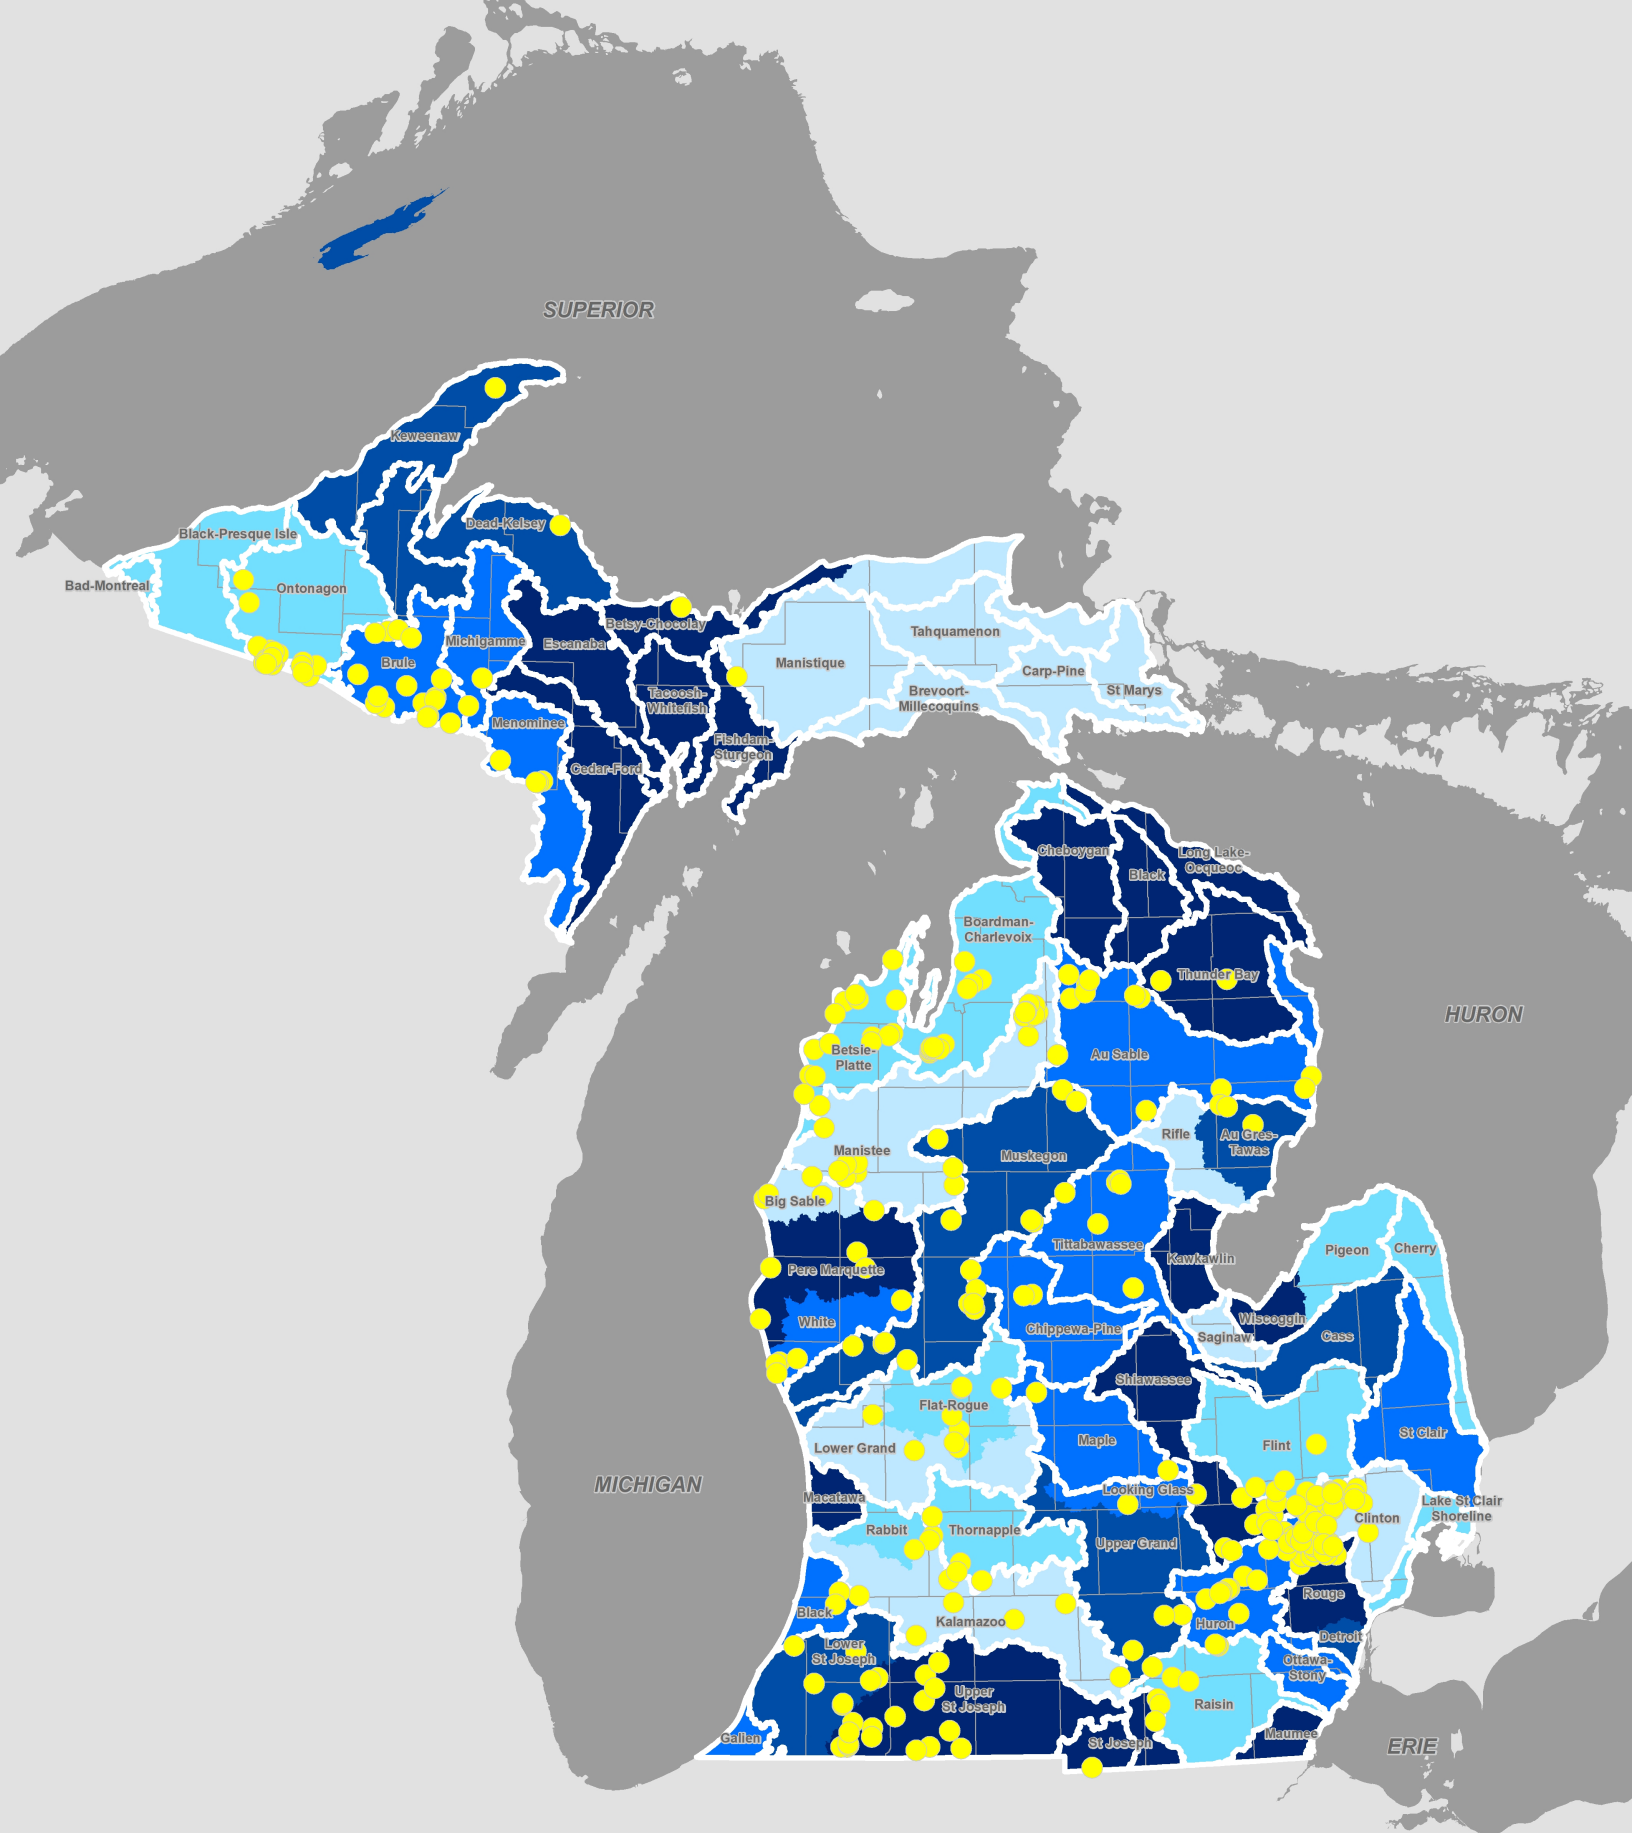 SUPERIOR
Keweenaw
Dead-Kelsey
Black-Presque Isle
Bad-Montreal
Ontonagon
Betsy-Chocolay
Tahquamenon
Michigamme
Escanaba
Brule
Manistique
Carp-Pine
St Marys
Tacoosh-
Whitefish
Brevoort-
Millecoquins
Menominee
Fishdam-
Sturgeon
Cedar-Ford
Cheboygan
Long Lake-
Ocqueoc
Black
Boardman-
Charlevoix
Thunder Bay
HURON
Betsie-
Platte
Au Sable
Rifle
Au Gres-
Tawas
Manistee
Muskegon
Big Sable
Tittabawassee
Pigeon
Cherry
Kawkawlin
Pere Marquette
White
Chippewa-Pine
Wiscoggin
Saginaw
Cass
Shiawassee
Flat-Rogue
Lower Grand
Maple
Flint
St Clair
MICHIGAN
Macatawa
Looking Glass
Lake St Clair
Shoreline
Clinton
Rabbit
Thornapple
Upper Grand
Rouge
Black
Kalamazoo
Huron
Detroit
Lower
St Joseph
Ottawa-
Stony
Upper
St Joseph
Raisin
Galien
St Joseph
Maumee
ERIE